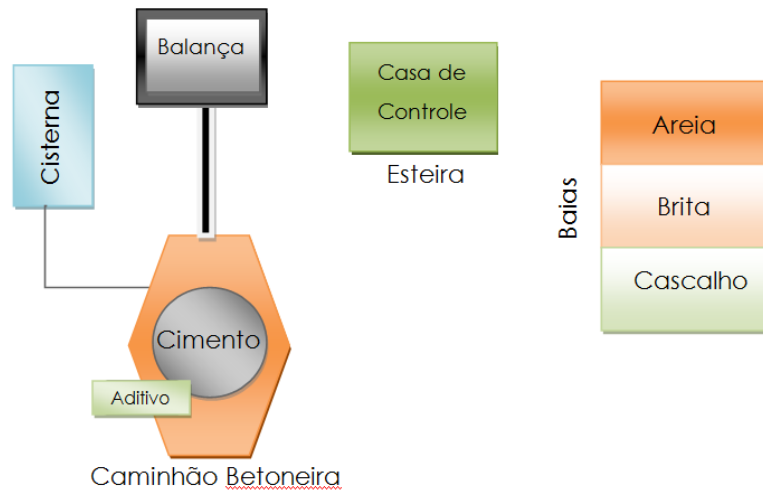 Balança
Cisterna
Casa de
Controle
Esteira
Baias
Areia
Brita
Cascalho
Cimento
Aditivo
Caminhão Betoneira